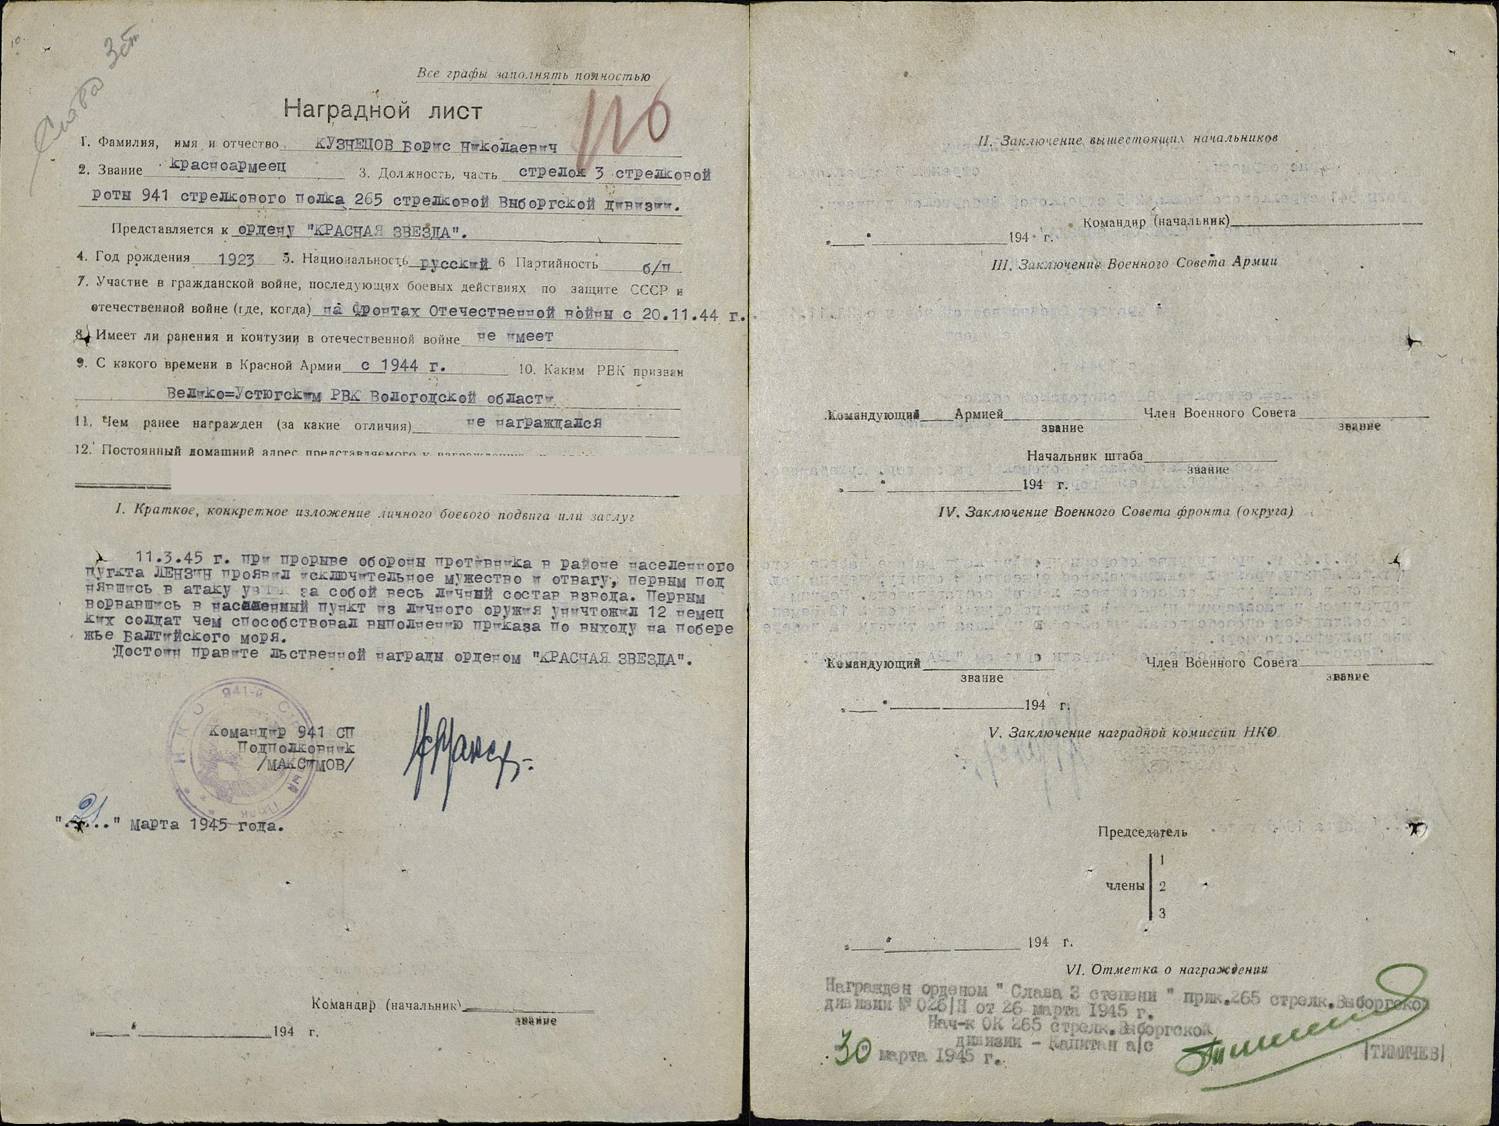 Слава 3ст
Все графы заполнять полностью
Наградной лист
116
1. Фамилия, имя и отчество КУЗНЕЦОВ Борис Николаевич
2. Звание красноармеец 3. Должность, часть стрелок 3 стрелковой
роты 941 стрелкового полка 265 стрелковой Выборгской дивизии.
Представляется к ордену "КРАСНАЯ ЗВЕЗДА".
4. Год рождения 1923 5. Национальность русский 6 Партийность б/п
7. Участие в гражданской войне, последующих боевых действиях по защите СССР и
отечественной войне (где, когда) на Фронтах Отечественной войны с 20.11.44 г.
8. Имеет ли ранения и контузии в отечественной войне не имеет
9. С какого времени в Красной Армии с 1944 г. 10. Каким РВК призван
Велико=Устюгским РВК Вологодской области
11. Чем ранее награжден (за какие отличия) не награждался
12. Постоянный домашний адрес представляемого к
I. Краткое, конкретное изложение личного боевого подвига или заслуг
11.3.45 г. при прорыве обороны противника в районе населенного
пункта ЛЕНЗИН проявил исключительное мужество и отвагу, первым под
нявшись в атаку за собой весь личный состав взвода. Первым
ворвавшись в населенный пункт из личного оружия уничтожил 12 немец
ких солдат чем способствовал выполнению приказа по выходу на побере
жье Балтийского моря.
Достоин правите льственной награды орденом "КРАСНАЯ ЗВЕЗДА".
НКО 941-й
Командир 941 СП
Подполковник
/МАКСИМОВ/
"21" марта 1945 года.
Командир (начальник)
звание
" " 194 г.
II. Заключение вышестоящих начальников
Командир (начальник)
" " 194 г.
III. Заключение Военного Совета Армии
Командующий Армией Член Военного Совета
звание звание
Начальник штаба
звание
" " 194 г.
IV. Заключение Военного Совета фронта (округа)
Командующий Член Военного Совета
звание звание
" " 194 г.
V. Заключение наградной комиссии НКО
Председатель
1
члены 2
3
" " 194 г.
VI. Отметка о награждении
Награжден орденом " Слава 3 степени " прик.265 стрелк.Выборгской
дивизии № 026/Н от 26 марта 1945 г.
Нач-к ОК 265 стрелк.Выборгской
дивизии - Капитан а/с
"30" марта 1945 г. /ТИМИЧЕВ/